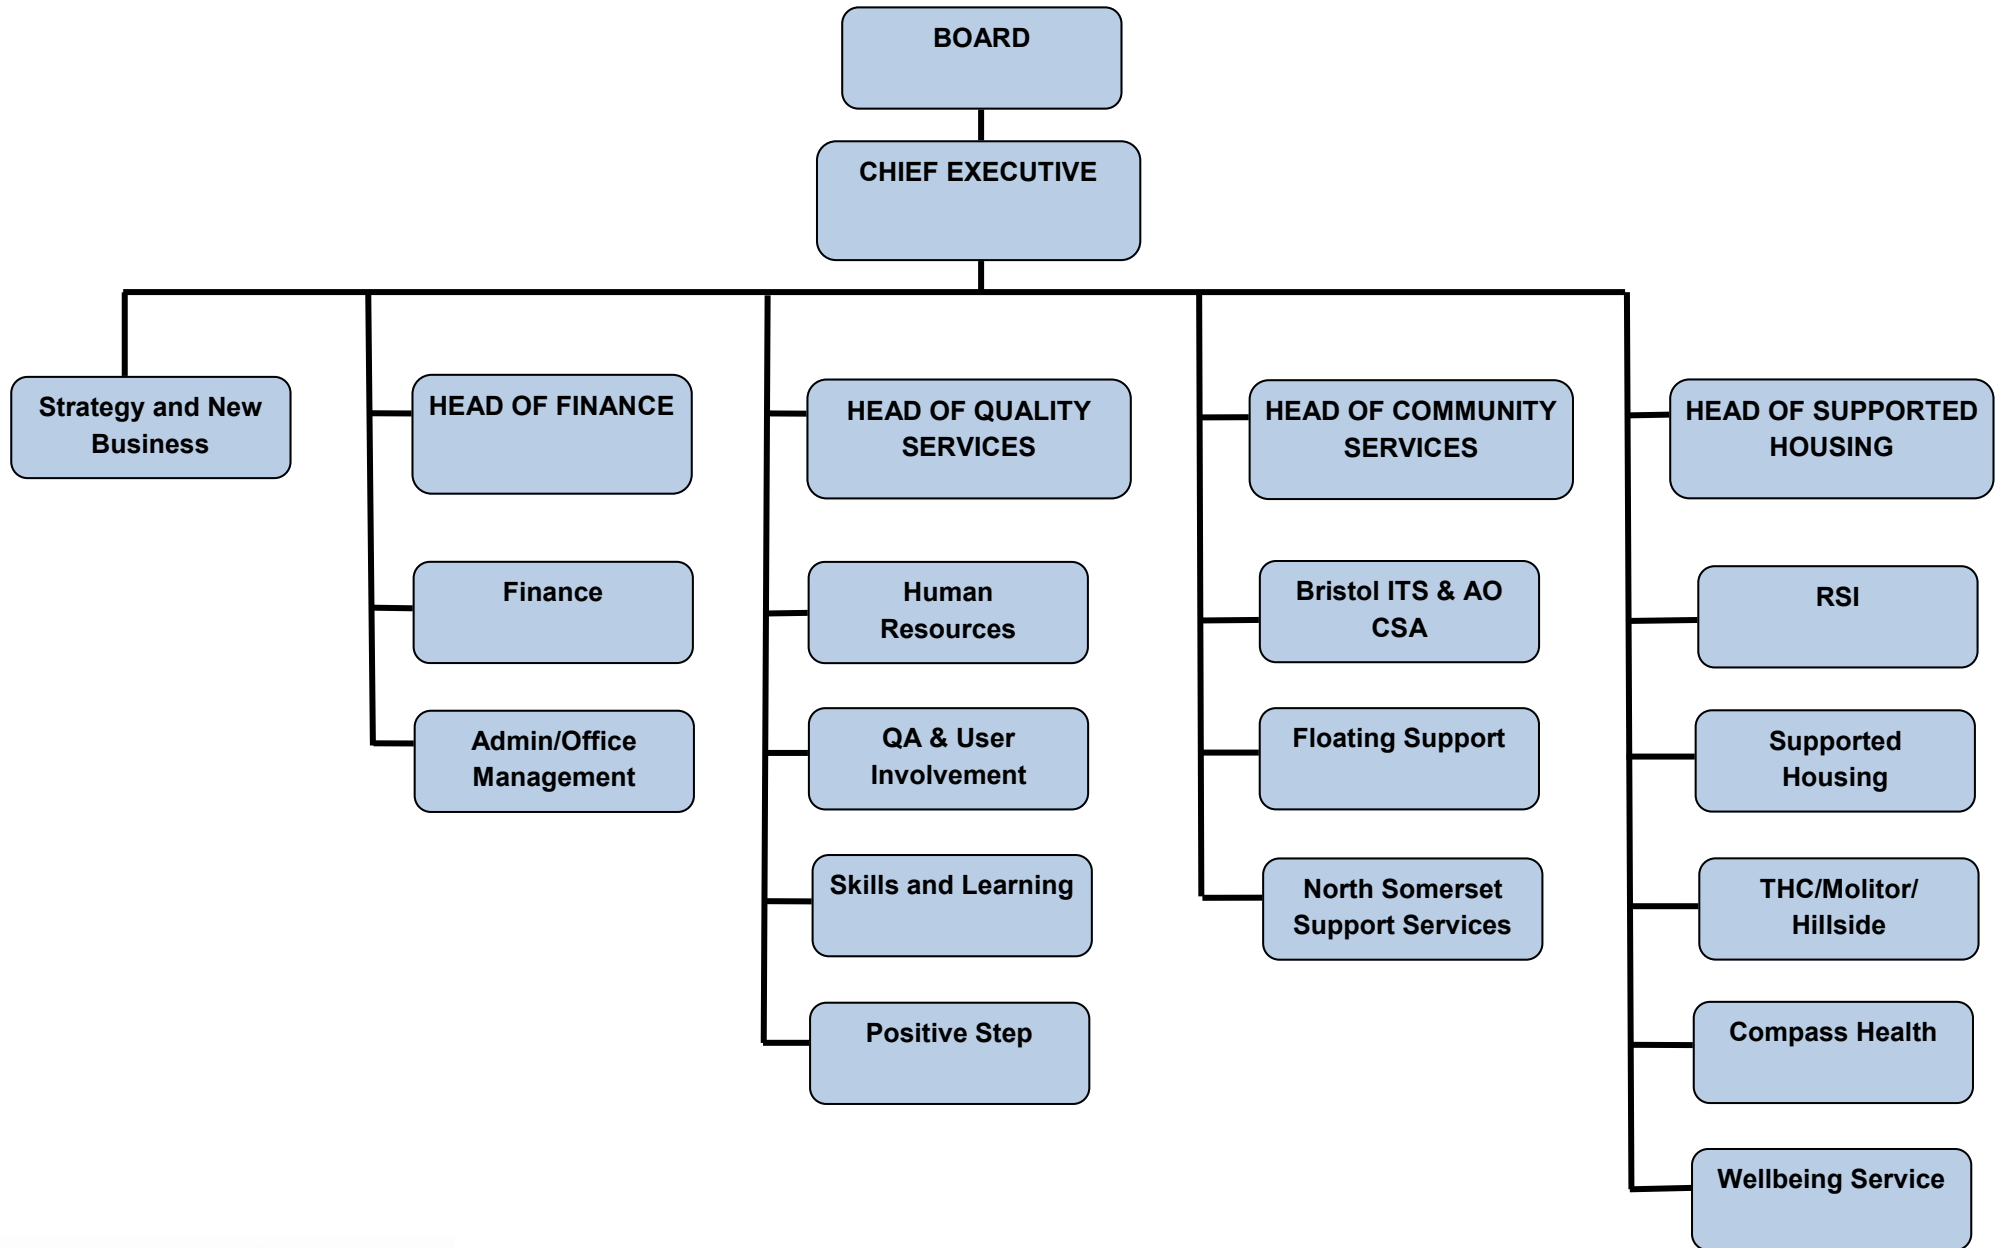 BOARD
CHIEF EXECUTIVE
Strategy and New
Business
HEAD OF FINANCE
Finance
Admin/Office
Management
HEAD OF QUALITY
SERVICES
Human
Resources
QA & User
Involvement
Skills and Learning
Positive Step
HEAD OF COMMUNITY
SERVICES
Bristol ITS & AO
CSA
Floating Support
North Somerset
Support Services
HEAD OF SUPPORTED
HOUSING
RSI
Supported
Housing
THC/Molitor/
Hillside
Compass Health
Wellbeing Service